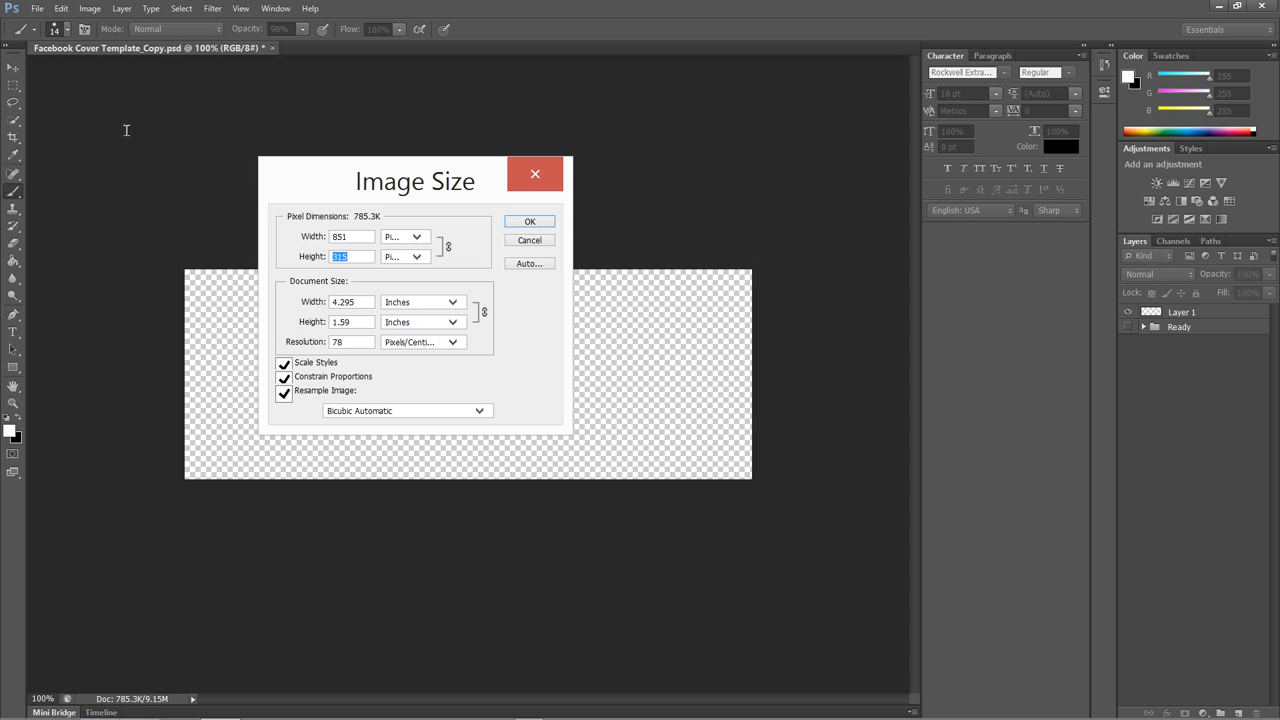 Ps File Edit Image Layer Type Select Filter View Window Help
14 Mode: Normal Opacity: 98% Flow: 100% Essentials
Facebook Cover Template_Copy.psd @ 100% (RGB/8#) * ×
Character Paragraph
Rockwell Extra... Regular
18 pt (Auto)
Metrics 0
100% 100%
0 pt Color:
English: USA Sharp
Color Swatches
R 255
G 255
B 255
Adjustments Styles
Add an adjustment
Layers Channels Paths
Kind
Normal Opacity: 100%
Lock: Fill: 100%
Layer 1
Ready
Image Size
Pixel Dimensions: 785.3K
Width: 851 Pi...
Height: 315 Pi...
OK
Cancel
Auto...
Document Size:
Width: 4.295 Inches
Height: 1.59 Inches
Resolution: 78 Pixels/Centi...
Scale Styles
Constrain Proportions
Resample Image:
Bicubic Automatic
100% Doc: 785.3K/9.15M
Mini Bridge Timeline